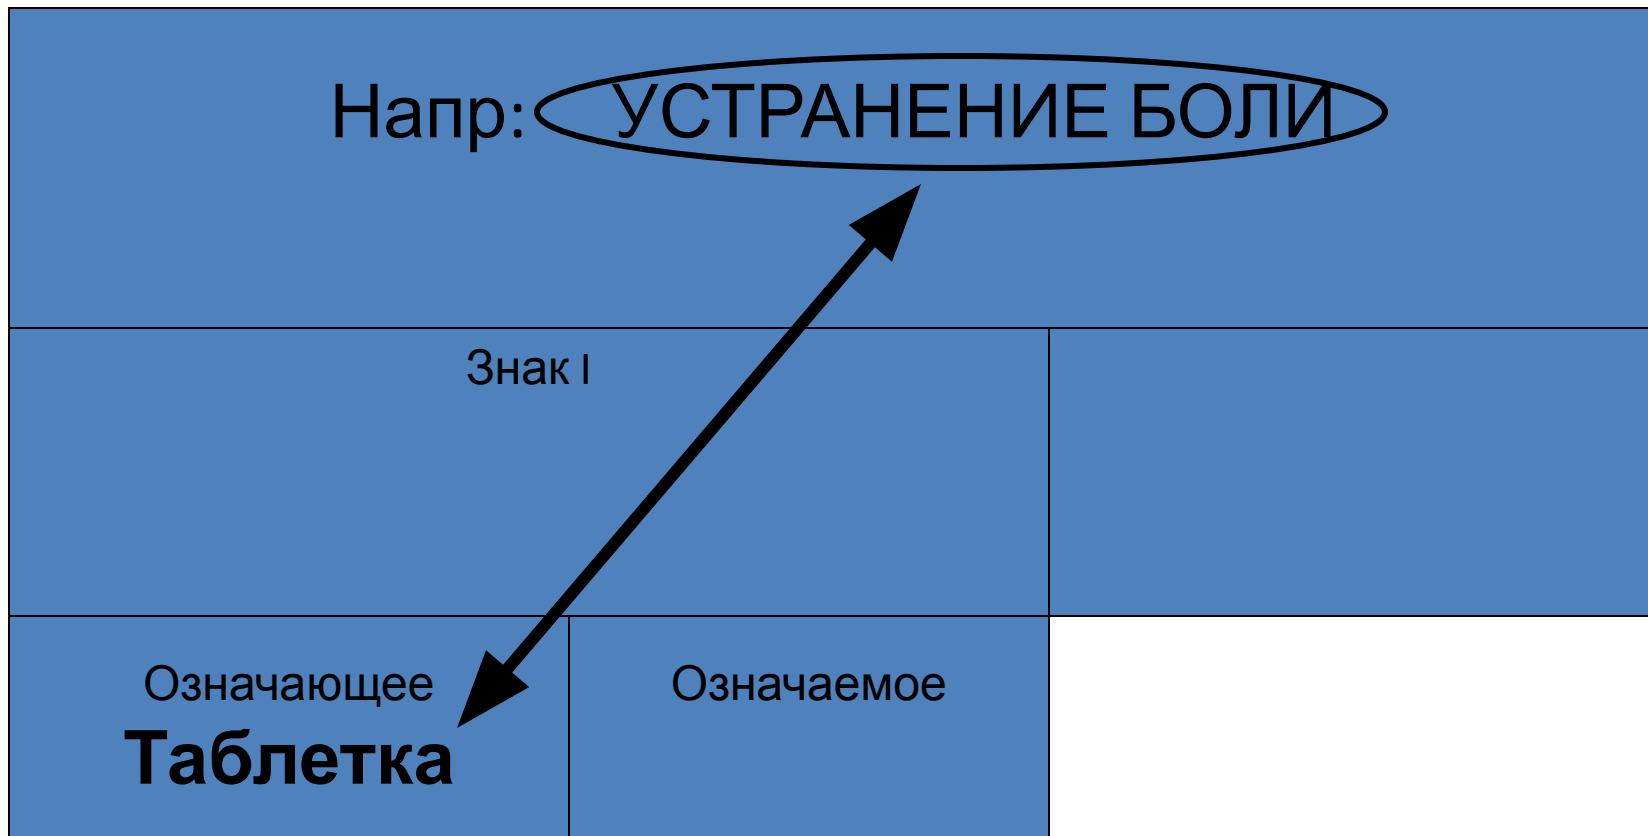 Напр: УСТРАНЕНИЕ БОЛИ
Знак I
Означающее
Таблетка
Означаемое